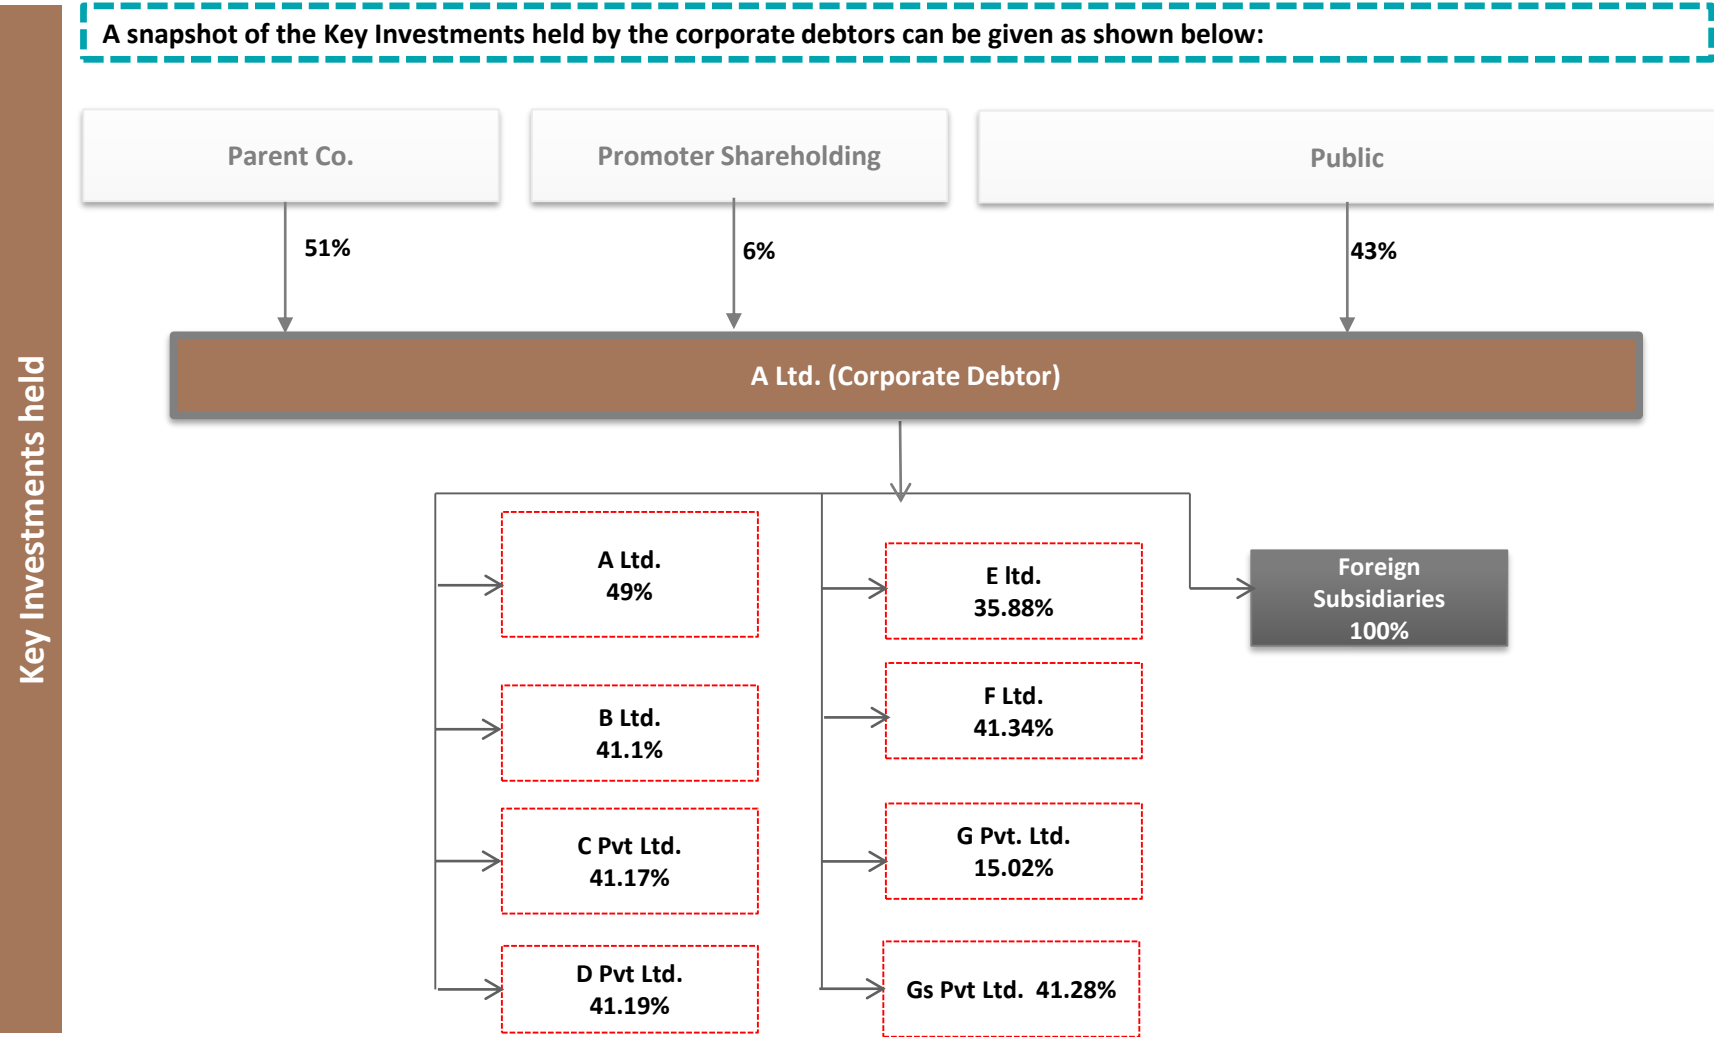 A snapshot of the Key Investments held by the corporate debtors can be given as shown below:
Key Investments held
Parent Co.
Promoter Shareholding
Public
51%
6%
43%
A Ltd. (Corporate Debtor)
A Ltd.
49%
B Ltd.
41.1%
C Pvt Ltd.
41.17%
D Pvt Ltd.
41.19%
E ltd.
35.88%
F Ltd.
41.34%
G Pvt. Ltd.
15.02%
Gs Pvt Ltd.  41.28%
Foreign
Subsidiaries
100%